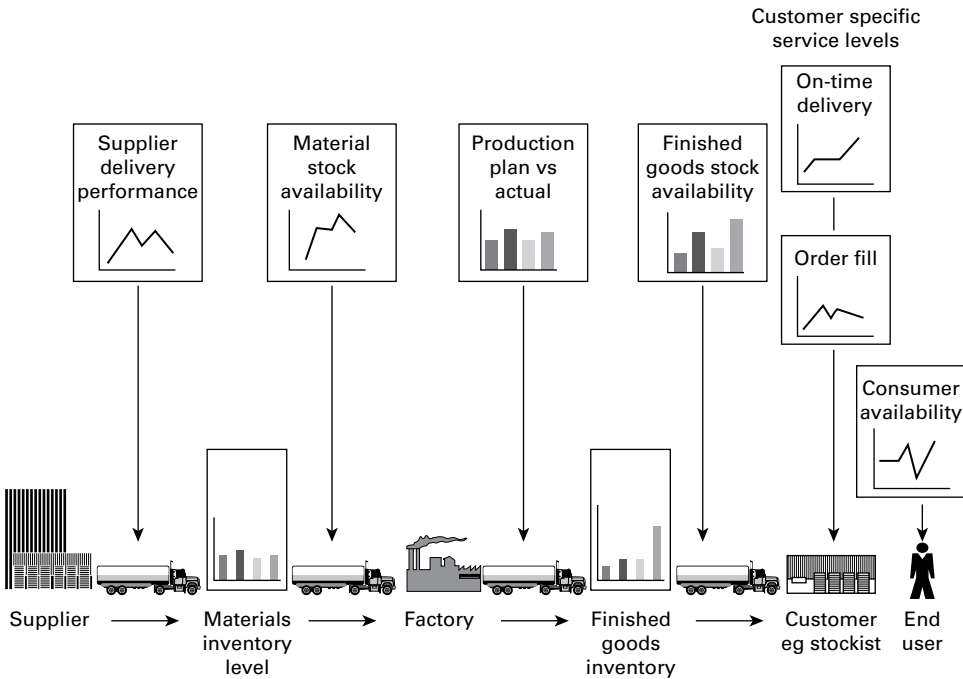 Customer specific
service levels
On-time
delivery
Supplier
delivery
performance
Material
stock
availability
Production
plan vs
actual
Finished
goods stock
availability
Order fill
Consumer
availability
Supplier
Materials
inventory
level
Factory
Finished
goods
inventory
Customer
eg stockist
End
user